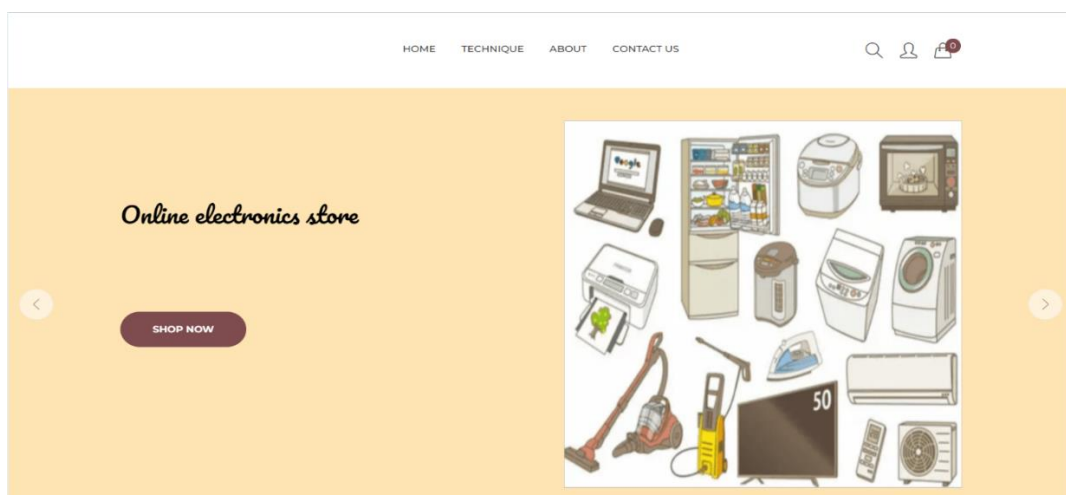 HOME TECHNIQUE ABOUT CONTACT US
0
Online electronics store
SHOP NOW
Google
50